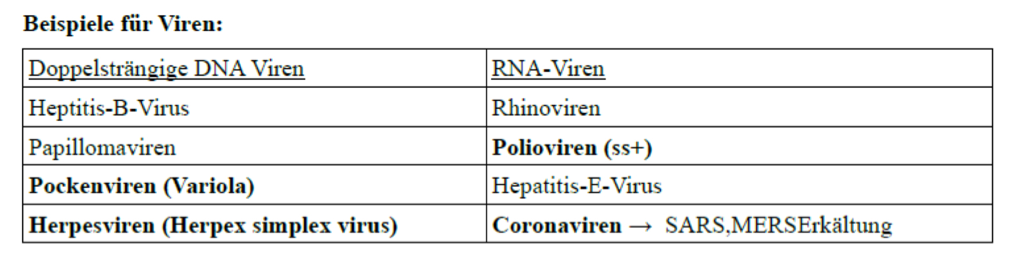 Beispiele für Viren:
Doppelsträngige DNA Viren RNA-Viren
Heptitis-B-Virus Rhinoviren
Papillomaviren Polioviren (ss+)
Pockenviren (Variola) Hepatitis-E-Virus
Herpesviren (Herpex simplex virus) Coronaviren → SARS,MERSErkältung